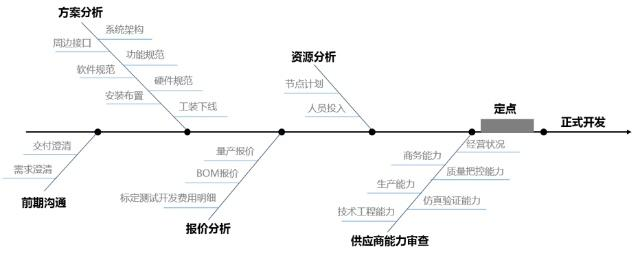 方案分析
系统架构
周边接口
功能规范
软件规范
硬件规范
安装布置
工装下线
资源分析
节点计划
人员投入
定点
正式开发
交付澄清
需求澄清
前期沟通
量产报价
BOM报价
标定测试开发费用明细
报价分析
经营状况
商务能力
质量把控能力
生产能力
仿真验证能力
技术工程能力
供应商能力审查